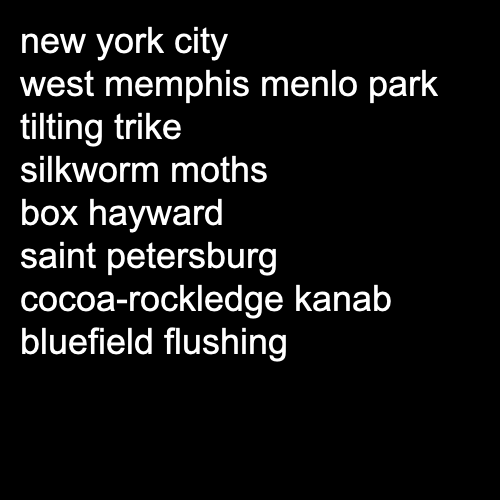 new york city
west memphis menlo park
tilting trike
silkworm moths
box hayward
saint petersburg
cocoa-rockledge kanab
bluefield flushing